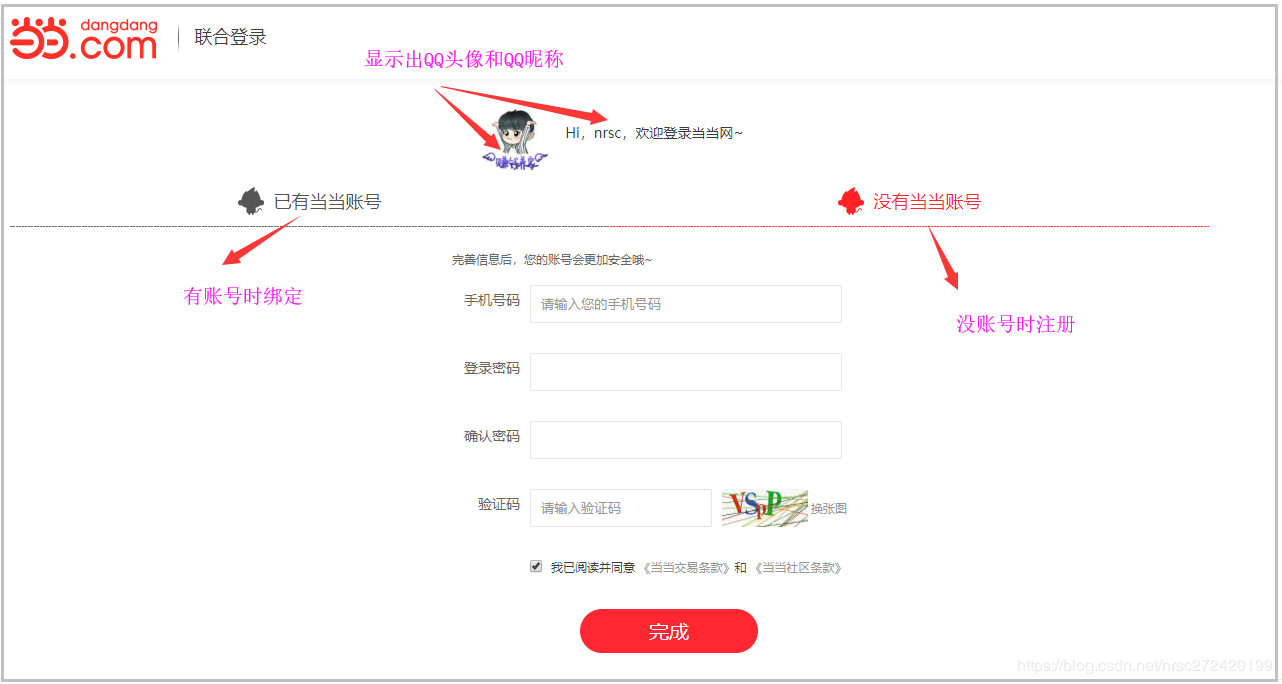 当当 dangdang
.com
联合登录
显示出QQ头像和QQ昵称
Hi，nrsc，欢迎登录当当网~
赚钱养家
已有当当账号
没有当当账号
完善信息后，您的账号会更加安全哦~
有账号时绑定
手机号码 请输入您的手机号码
没账号时注册
登录密码
确认密码
验证码 请输入验证码 VSpP 换张图
我已阅读并同意 《当当交易条款》和 《当当社区条款》
完成
https://blog.csdn.net/nrsc272420199